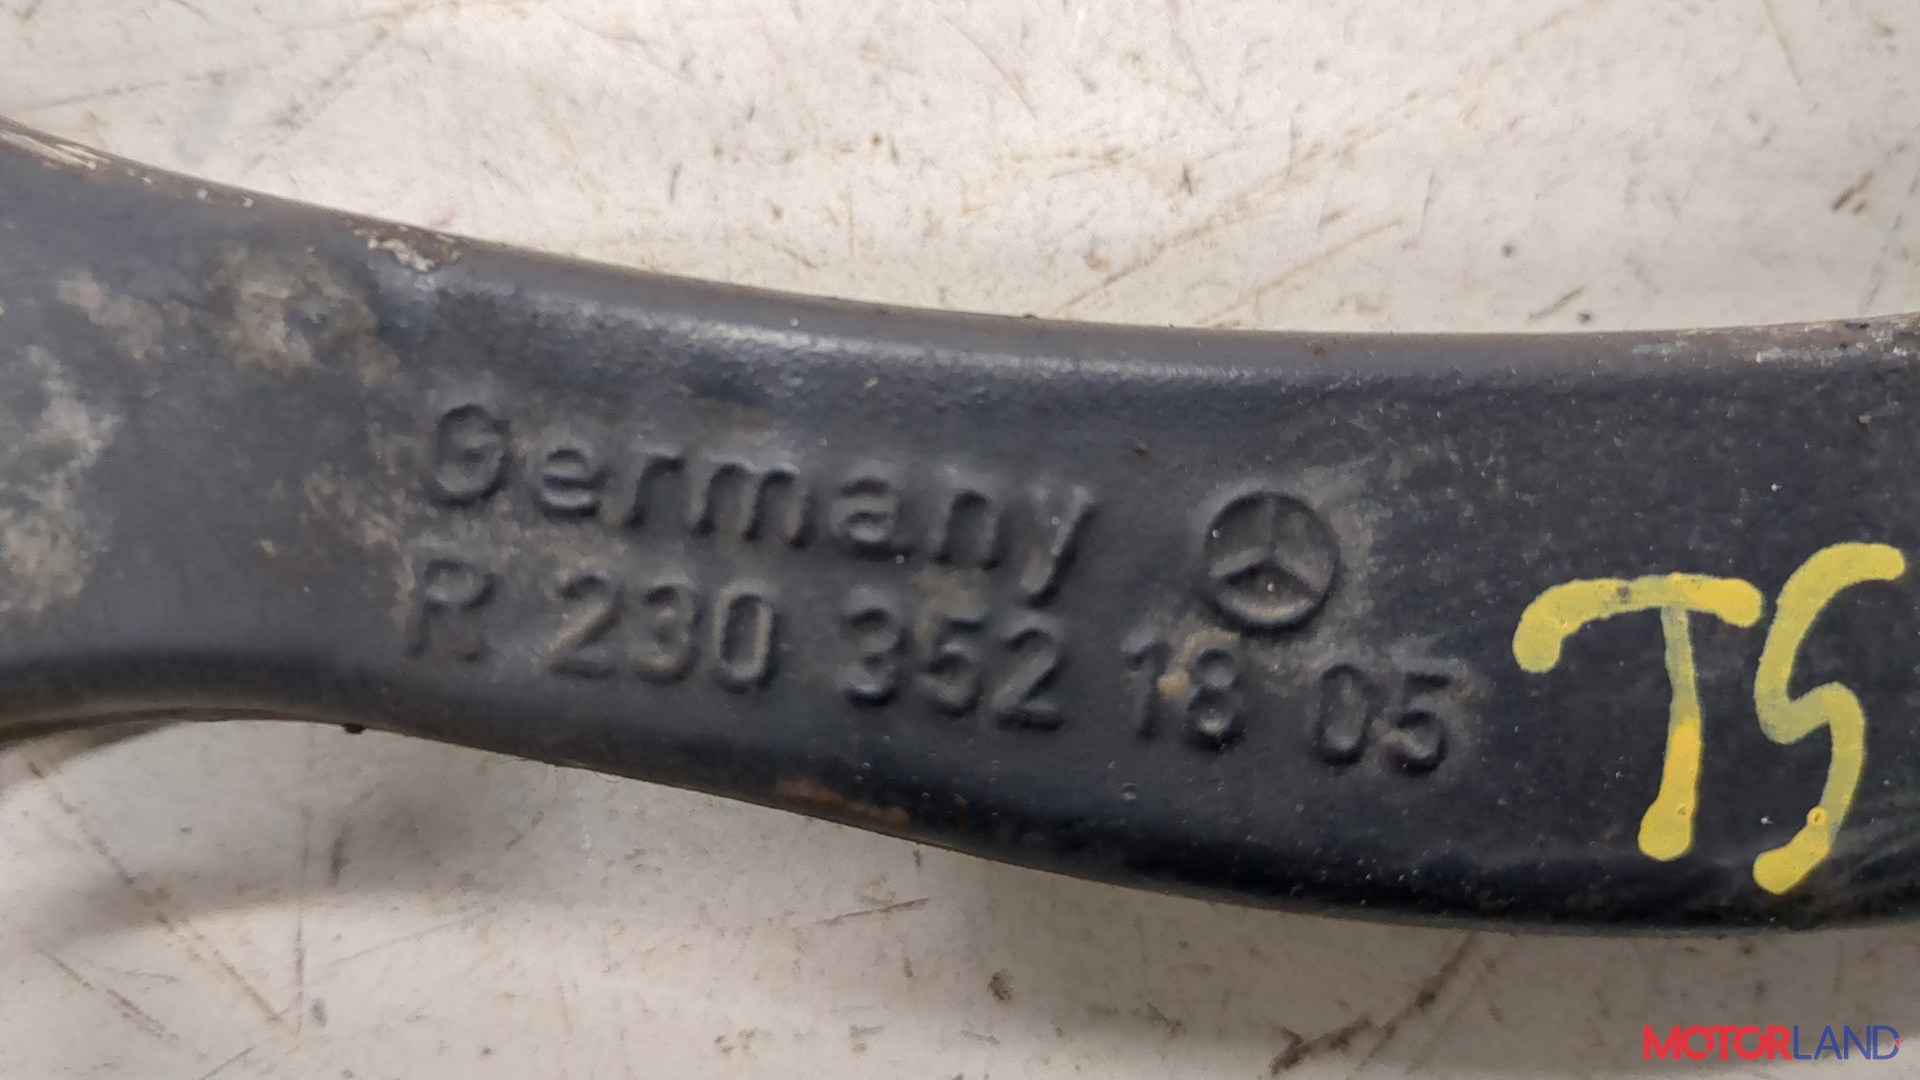 Germany
R 230 352 18 05
TS
MOTORLAND